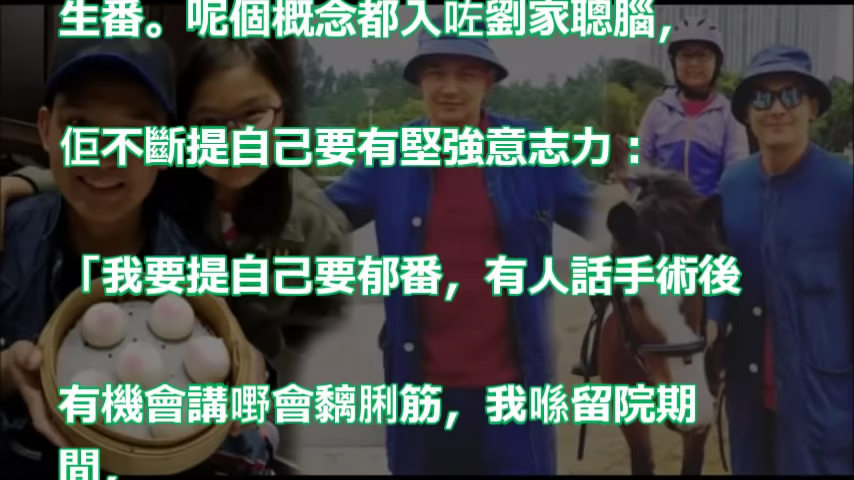 生番。呢個概念都入咗劉家聰腦，
佢不斷提自己要有堅強意志力：
「我要提自己要郁番，有人話手術後
有機會講嘢會黐脷筋，我喺留院期
間，